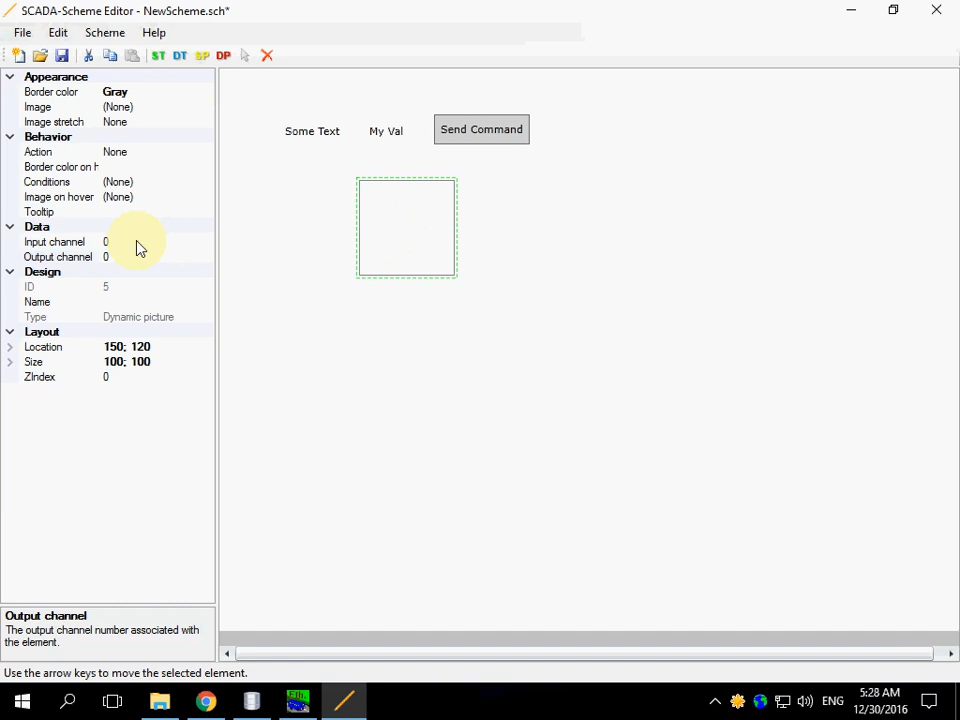 SCADA-Scheme Editor - NewScheme.sch*
File Edit Scheme Help
ST DT SP DP
Appearance
Border color Gray
Image (None)
Image stretch None
Behavior
Action None
Border color on h
Conditions (None)
Image on hover (None)
Tooltip
Data
Input channel 0
Output channel 0
Design
ID 5
Name
Type Dynamic picture
Layout
Location 150; 120
Size 100; 100
ZIndex 0
Some Text My Val Send Command
Output channel
The output channel number associated with
the element.
Use the arrow keys to move the selected element.
ENG
5:28 AM
12/30/2016